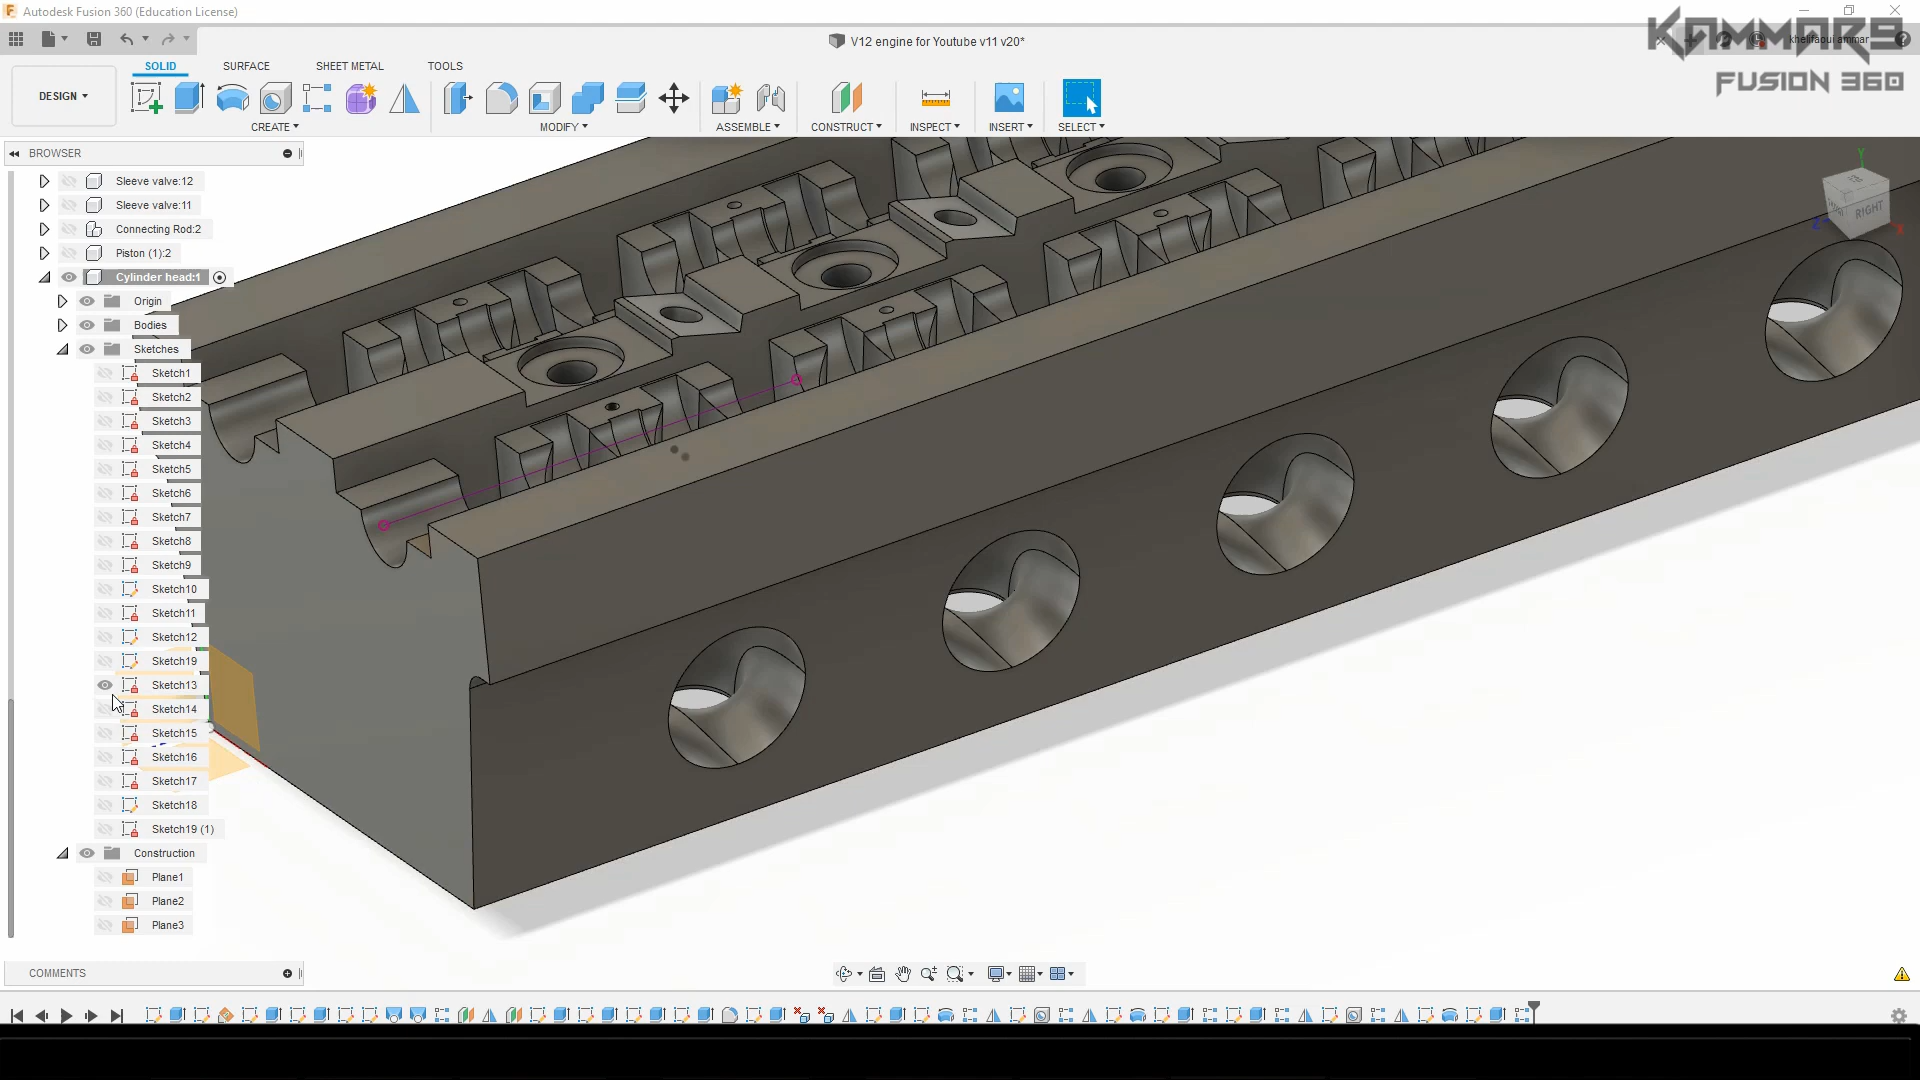 Autodesk Fusion 360 (Education License)
KAMMAR9
FUSION 360
V12 engine for Youtube v11 v20*
khelifaoui ammar
SOLID
SURFACE
SHEET METAL
TOOLS
DESIGN
CREATE
MODIFY
ASSEMBLE
CONSTRUCT
INSPECT
INSERT
SELECT
BROWSER
Sleeve valve:12
Sleeve valve:11
Connecting Rod:2
Piston (1):2
Cylinder head:1
Origin
Bodies
Sketches
Sketch1
Sketch2
Sketch3
Sketch4
Sketch5
Sketch6
Sketch7
Sketch8
Sketch9
Sketch10
Sketch11
Sketch12
Sketch19
Sketch13
Sketch14
Sketch15
Sketch16
Sketch17
Sketch18
Sketch19 (1)
Construction
Plane1
Plane2
Plane3
Y
RIGHT
Z
X
COMMENTS